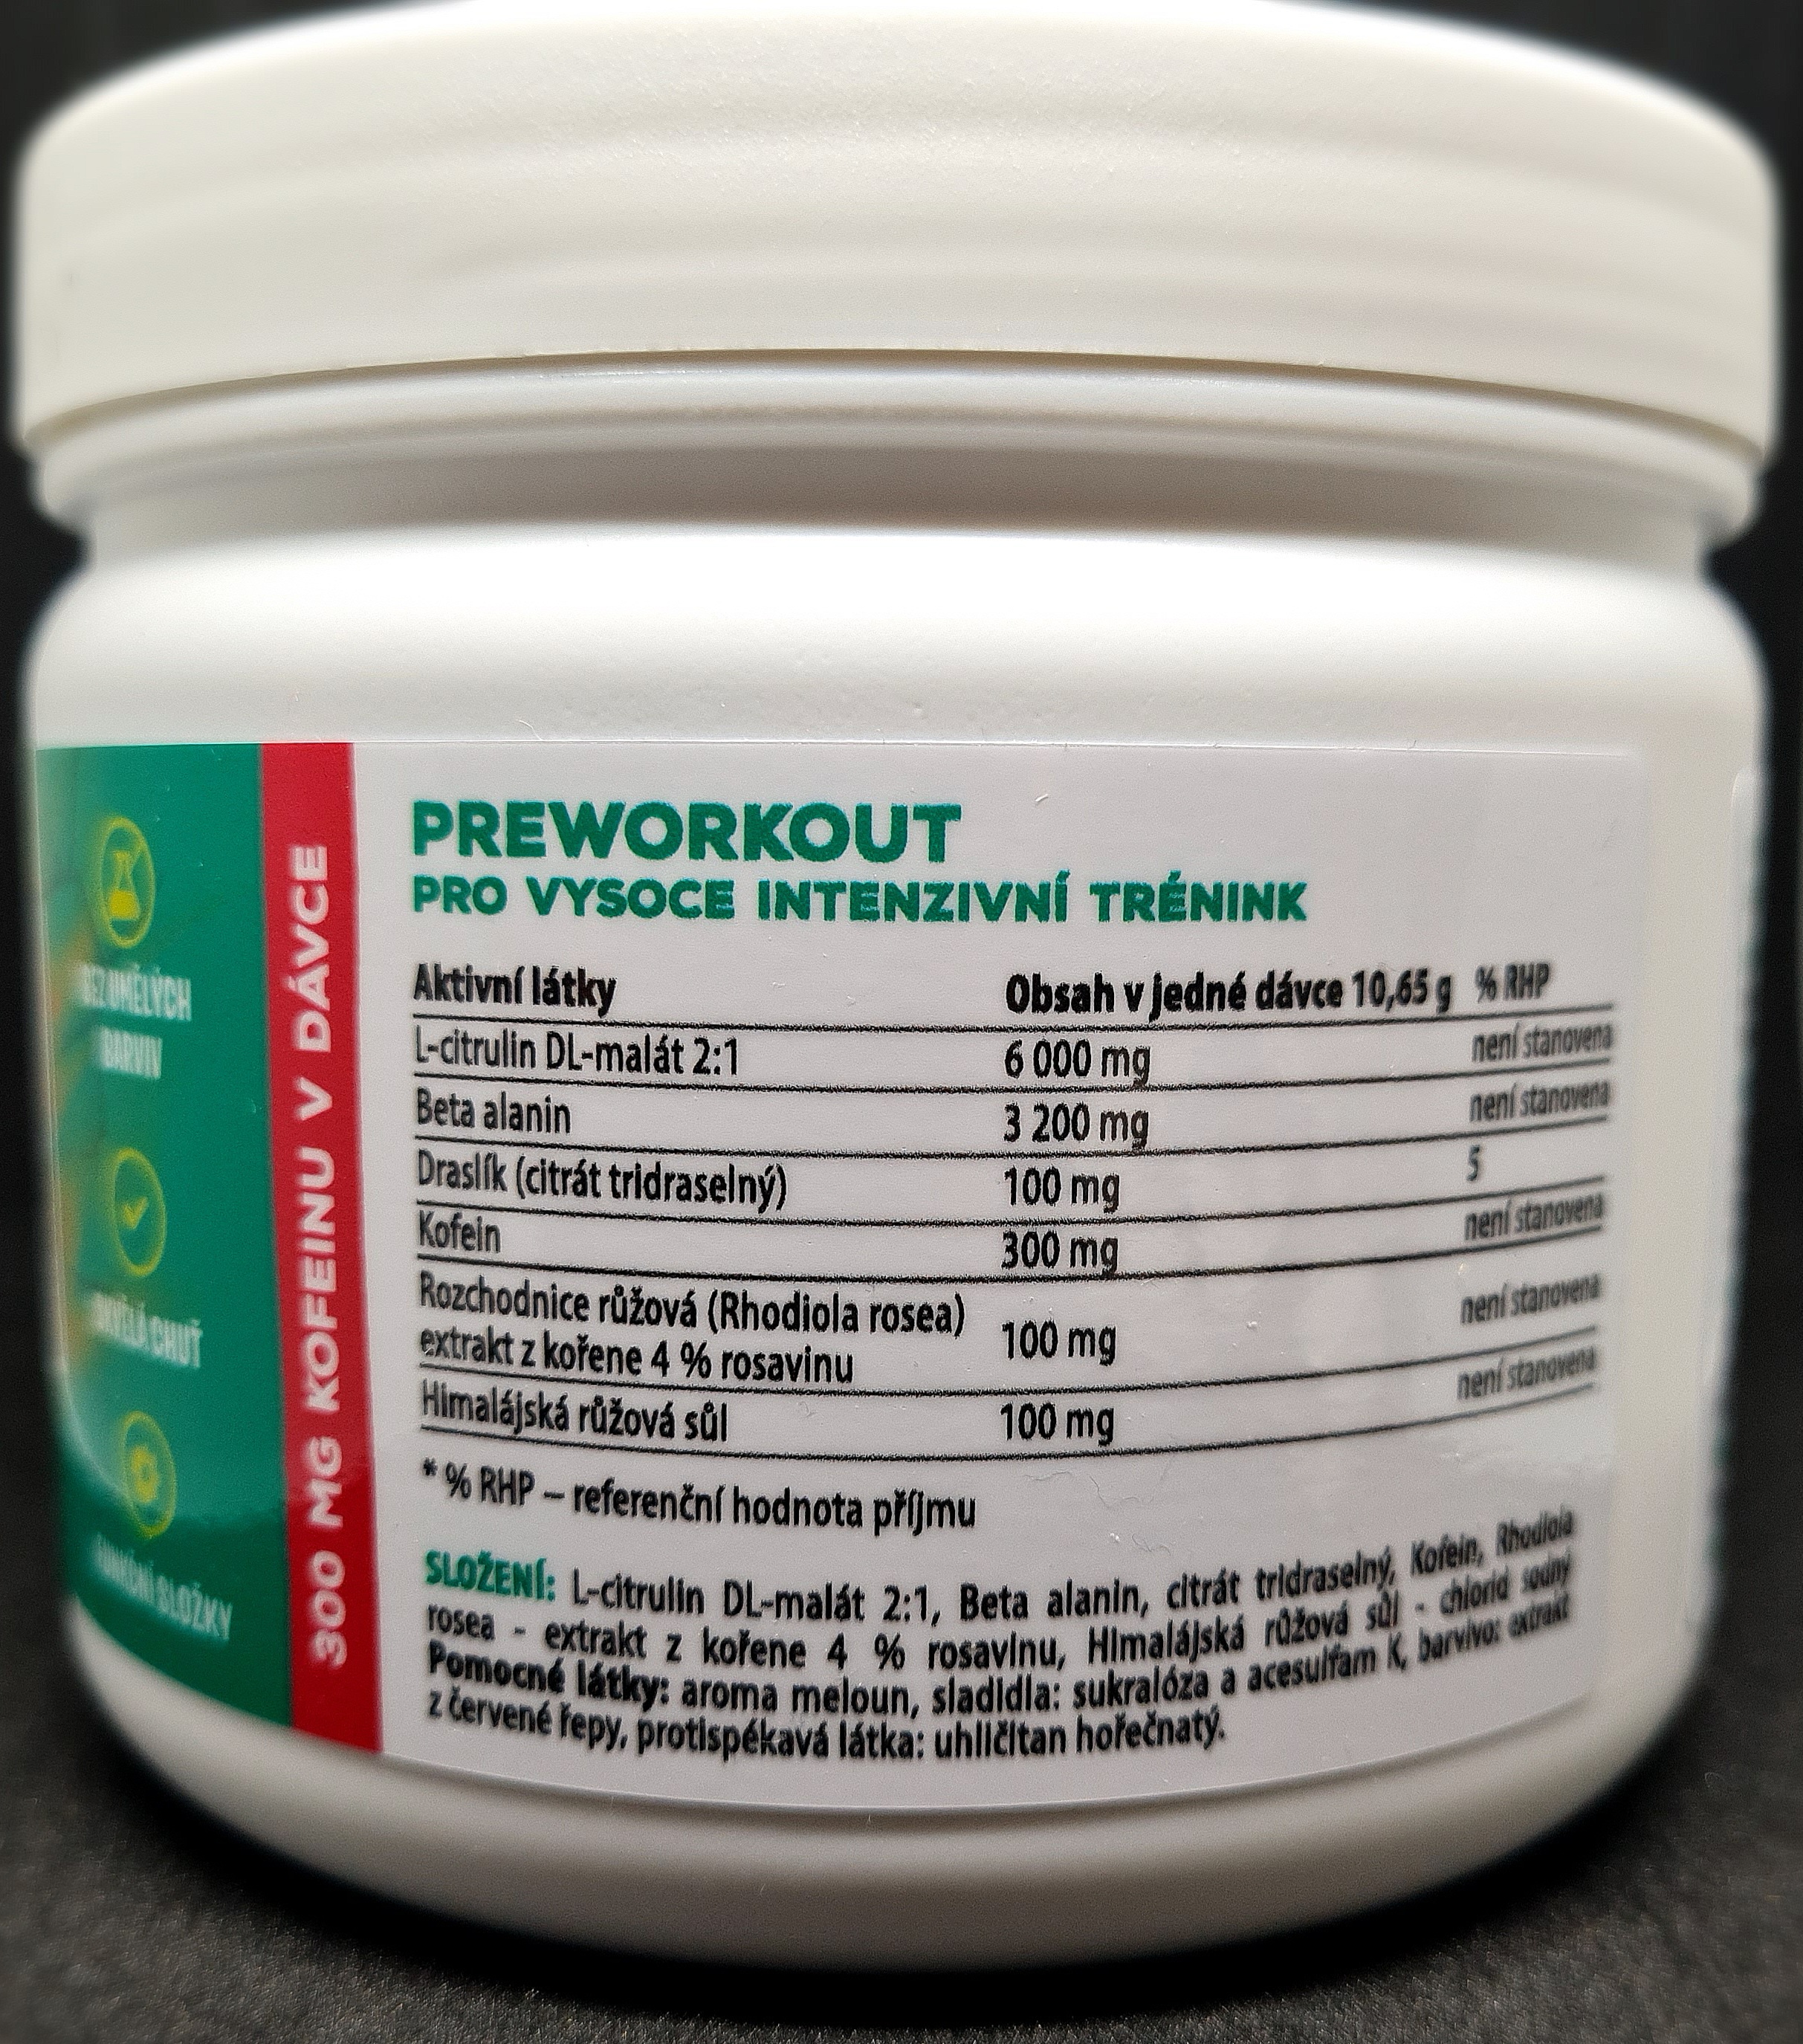 BEZ UMĚLÝCH
BARVIV
SKVĚLÁ CHUŤ
FUNKČNÍ SLOŽKY
300 MG KOFEINU V DÁVCE
PREWORKOUT
PRO VYSOCE INTENZIVNÍ TRÉNINK
Aktivní látky Obsah v jedné dávce 10,65 g % RHP
L-citrulin DL-malát 2:1 6 000 mg není stanovena
Beta alanin 3 200 mg není stanovena
Draslík (citrát tridraselný) 100 mg 5
Kofein 300 mg není stanovena
Rozchodnice růžová (Rhodiola rosea)
extrakt z kořene 4 % rosavinu 100 mg není stanovena
Himalájská růžová sůl 100 mg není stanovena
* % RHP – referenční hodnota příjmu
SLOŽENÍ: L-citrulin DL-malát 2:1, Beta alanin, citrát tridraselný, Kofein, Rhodiola
rosea - extrakt z kořene 4 % rosavinu, Himalájská růžová sůl - chlorid sodný
Pomocné látky: aroma meloun, sladidla: sukralóza a acesulfam K, barvivo: extrakt
z červené řepy, protispékavá látka: uhličitan hořečnatý.